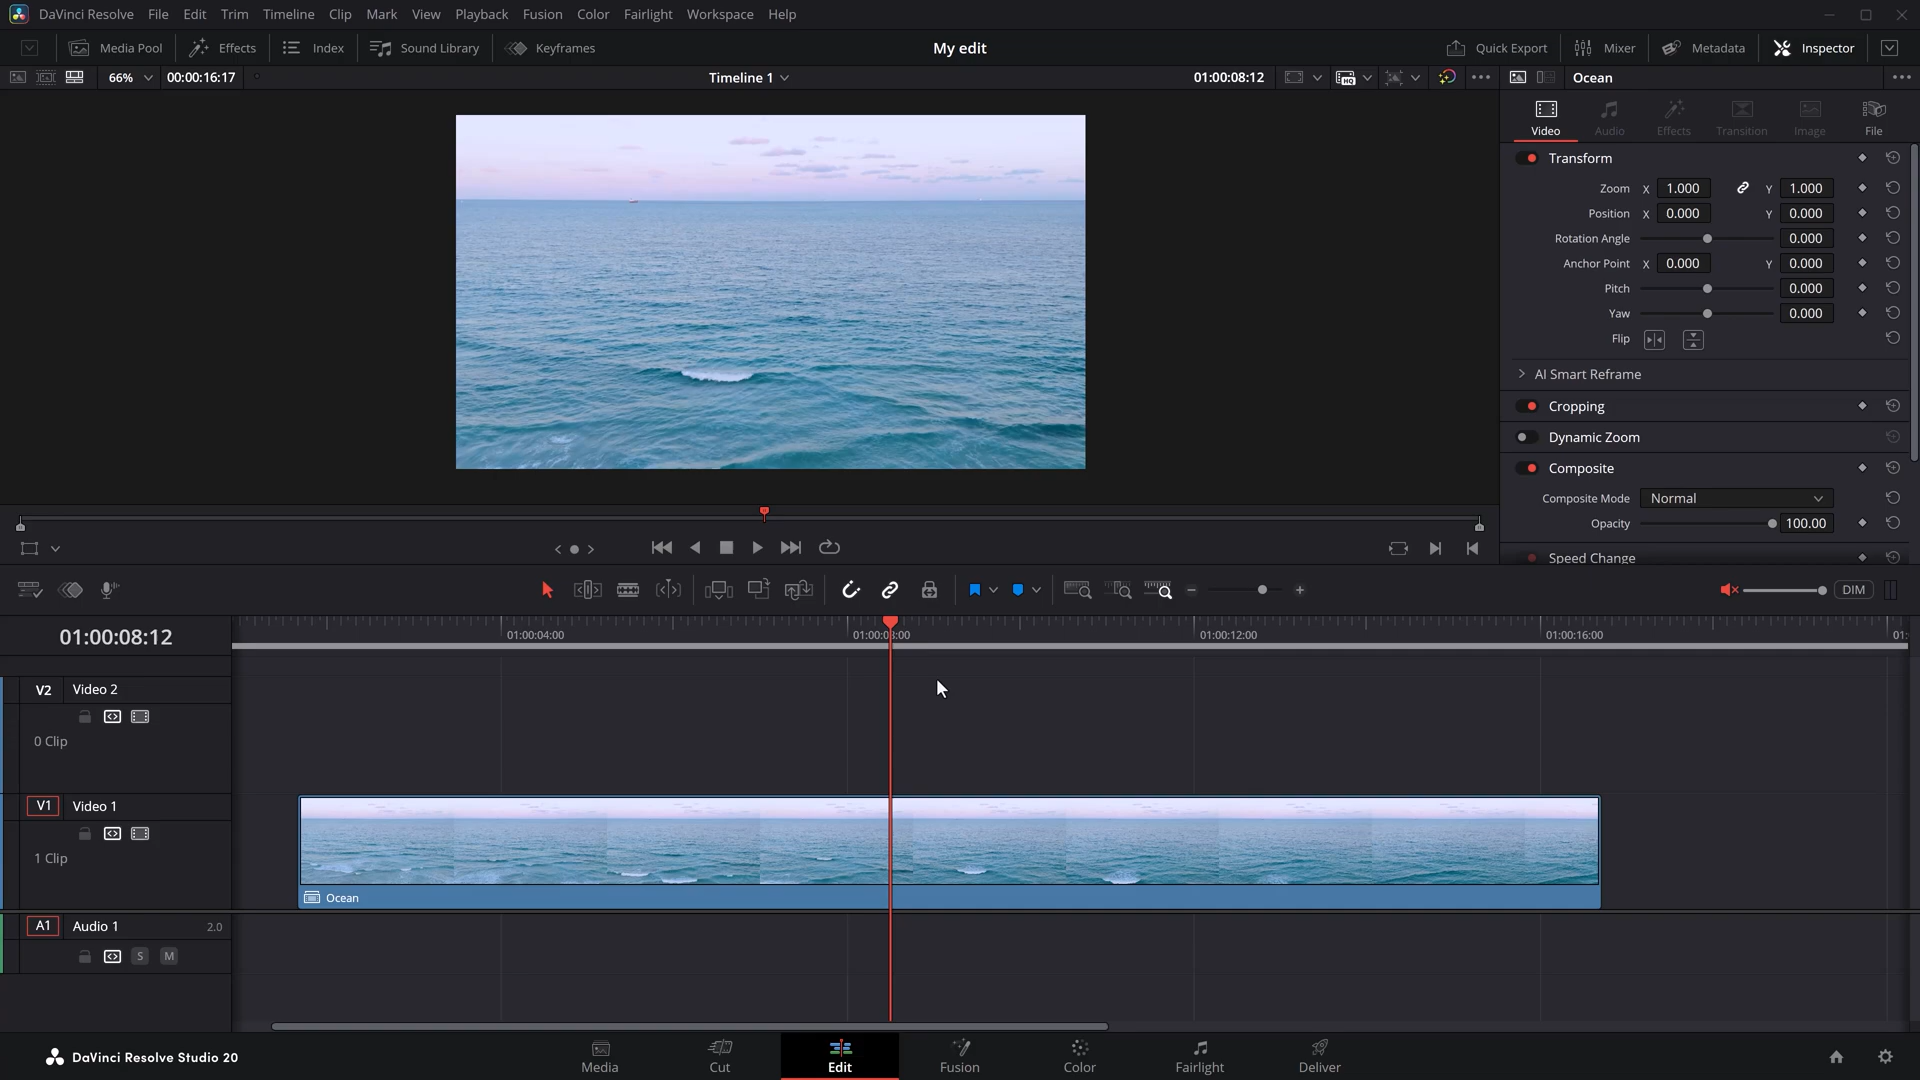 DaVinci Resolve File Edit Trim Timeline Clip Mark View Playback Fusion Color Fairlight Workspace Help
Media Pool Effects Index Sound Library Keyframes My edit Quick Export Mixer Metadata Inspector
66% 00:00:16:17 Timeline 1 01:00:08:12 HQ Ocean
Video Audio Effects Transition Image File
Transform
Zoom X 1.000 Y 1.000
Position X 0.000 Y 0.000
Rotation Angle 0.000
Anchor Point X 0.000 Y 0.000
Pitch 0.000
Yaw 0.000
Flip
AI Smart Reframe
Cropping
Dynamic Zoom
Composite
Composite Mode Normal
Opacity 100.00
Speed Change
DIM
01:00:08:12
01:00:04:00 01:00:08:00 01:00:12:00 01:00:16:00 01:
V2 Video 2
0 Clip
V1 Video 1
1 Clip
Ocean
A1 Audio 1 2.0
S M
DaVinci Resolve Studio 20
Media Cut Edit Fusion Color Fairlight Deliver